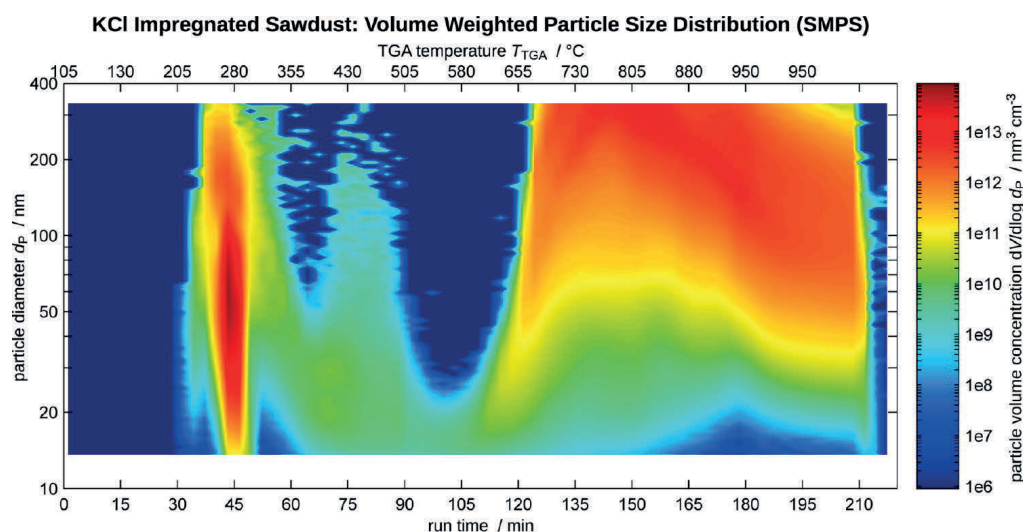 KCl Impregnated Sawdust: Volume Weighted Particle Size Distribution (SMPS)
TGA temperature T_TGA / °C
105 130 205 280 355 430 505 580 655 730 805 880 950 950
400
200
100
50
20
10
particle diameter d_P / nm
0 15 30 45 60 75 90 105 120 135 150 165 180 195 210
run time / min
1e13
1e12
1e11
1e10
1e9
1e8
1e7
1e6
particle volume concentration dV/dlog d_P / nm³ cm⁻³